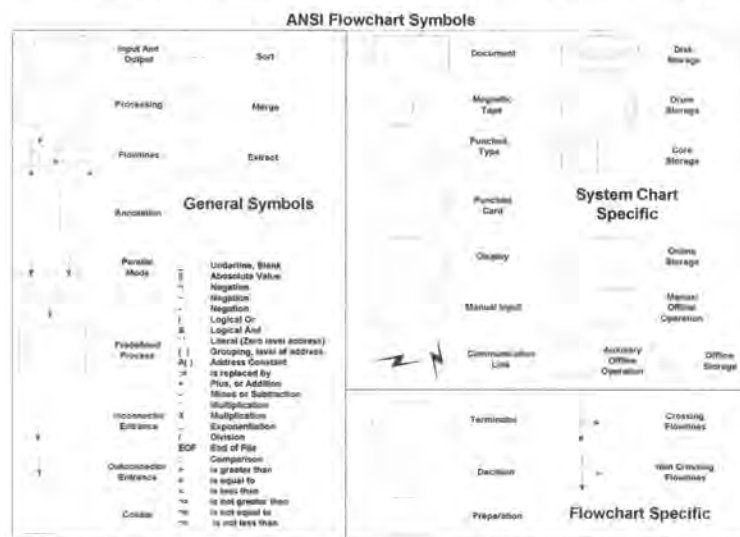 ANSI Flowchart Symbols
Input And
Output
Sort
Processing
Merge
Flowlines
Extract
Annotation
General Symbols
Parallel
Mode
Underline, Blank
Abosolute Value
Negation
Negation
Negation
Logical Or
& Logical And
Literal (Zero level address)
Predefined
Process
( ) Grouping, level of address
A( ) Address Constant
is replaced by
+ Plus, or Addition
- Mines or Subtraction
Multiplication
Inconnector
Entrance
X Multiplication
Exponentiation
/ Division
EOF End of File
: Comparison
Outconnector
Entrance
> is greater than
= is equal to
< is less than
is not greater than
is not equal to
is not less than
Document
Disk
Storage
Magnetic
Tape
Drum
Storage
Punched,
Type
Core
Storage
Punched
Card
System Chart
Specific
Display
Online
Storage
Manual Input
Manual
Offline
Operation
Communication
Link
Auxiliary
Offline
Operation
Offline
Storage
Terminator
Crossing
Flowlines
Decision
Non Crossing
Flowlines
Preparation
Flowchart Specific